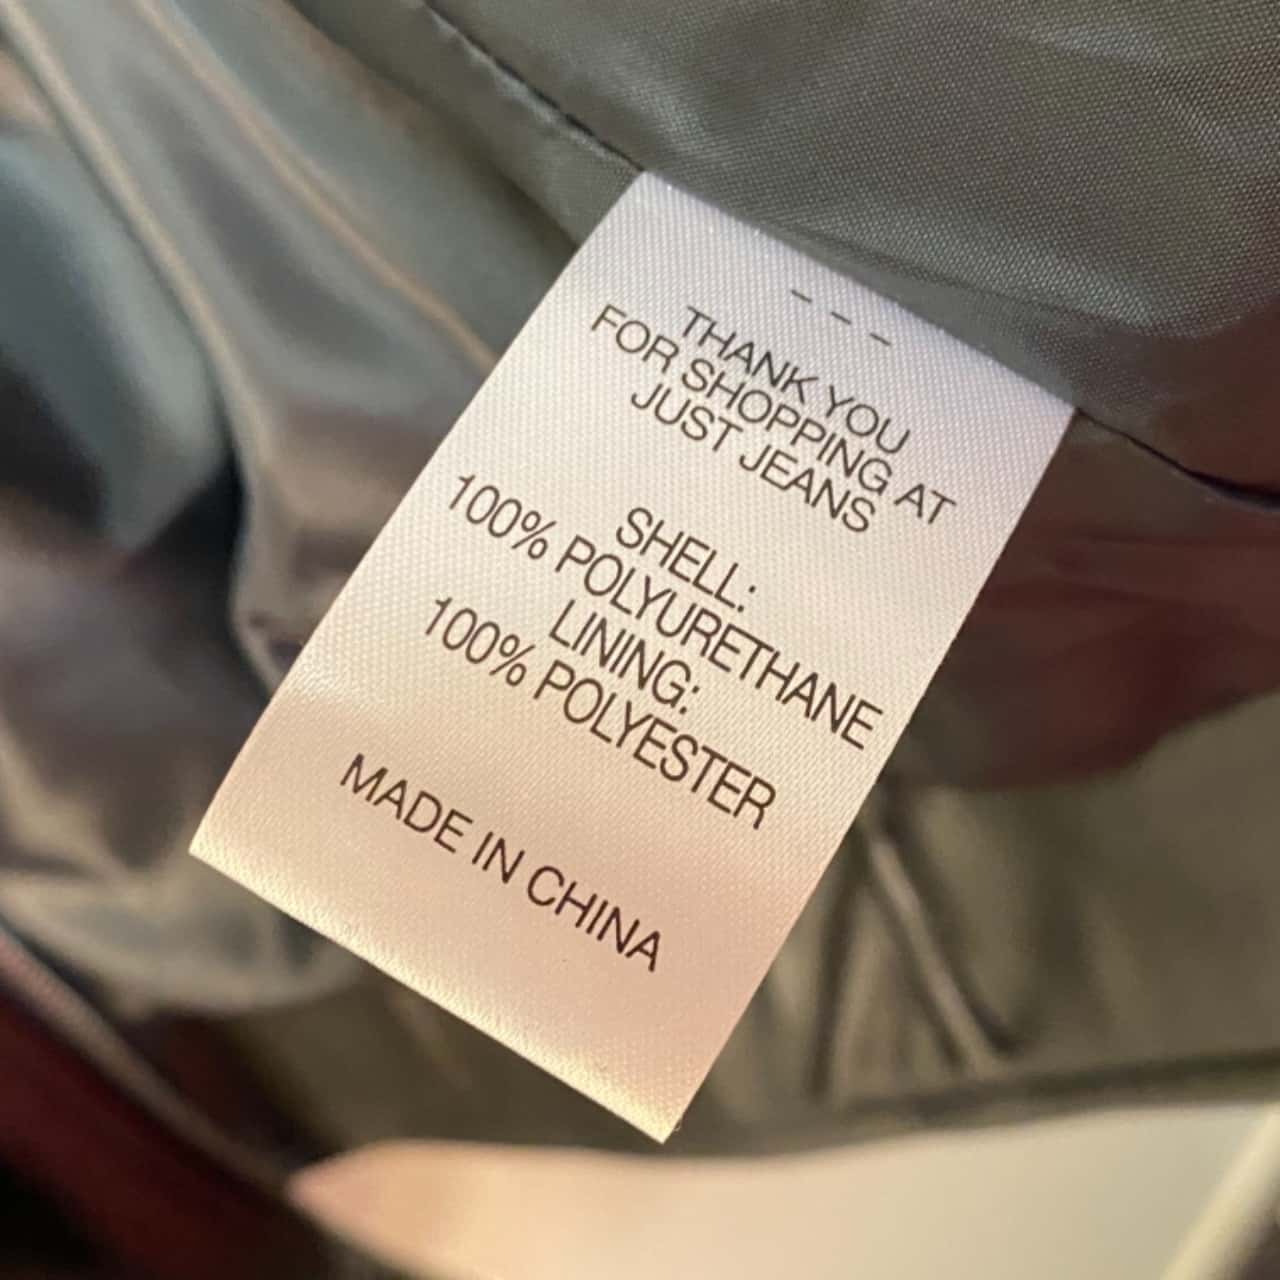 - - -
THANK YOU
FOR SHOPPING AT
JUST JEANS
SHELL:
100% POLYURETHANE
LINING:
100% POLYESTER
MADE IN CHINA